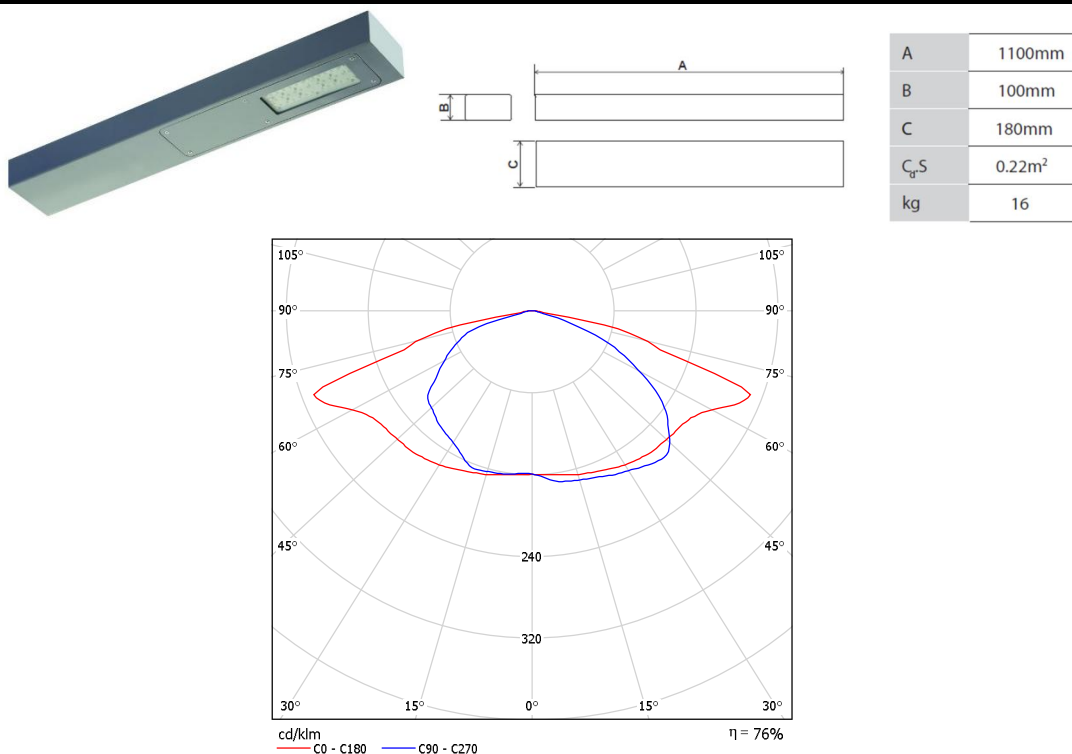 A
B
C
A 1100mm
B 100mm
C 180mm
CdS 0.22m²
kg 16
105° 105°
90° 90°
75° 75°
60° 60°
45° 240 45°
320
30° 15° 0° 15° 30°
cd/klm η = 76%
C0 - C180 C90 - C270